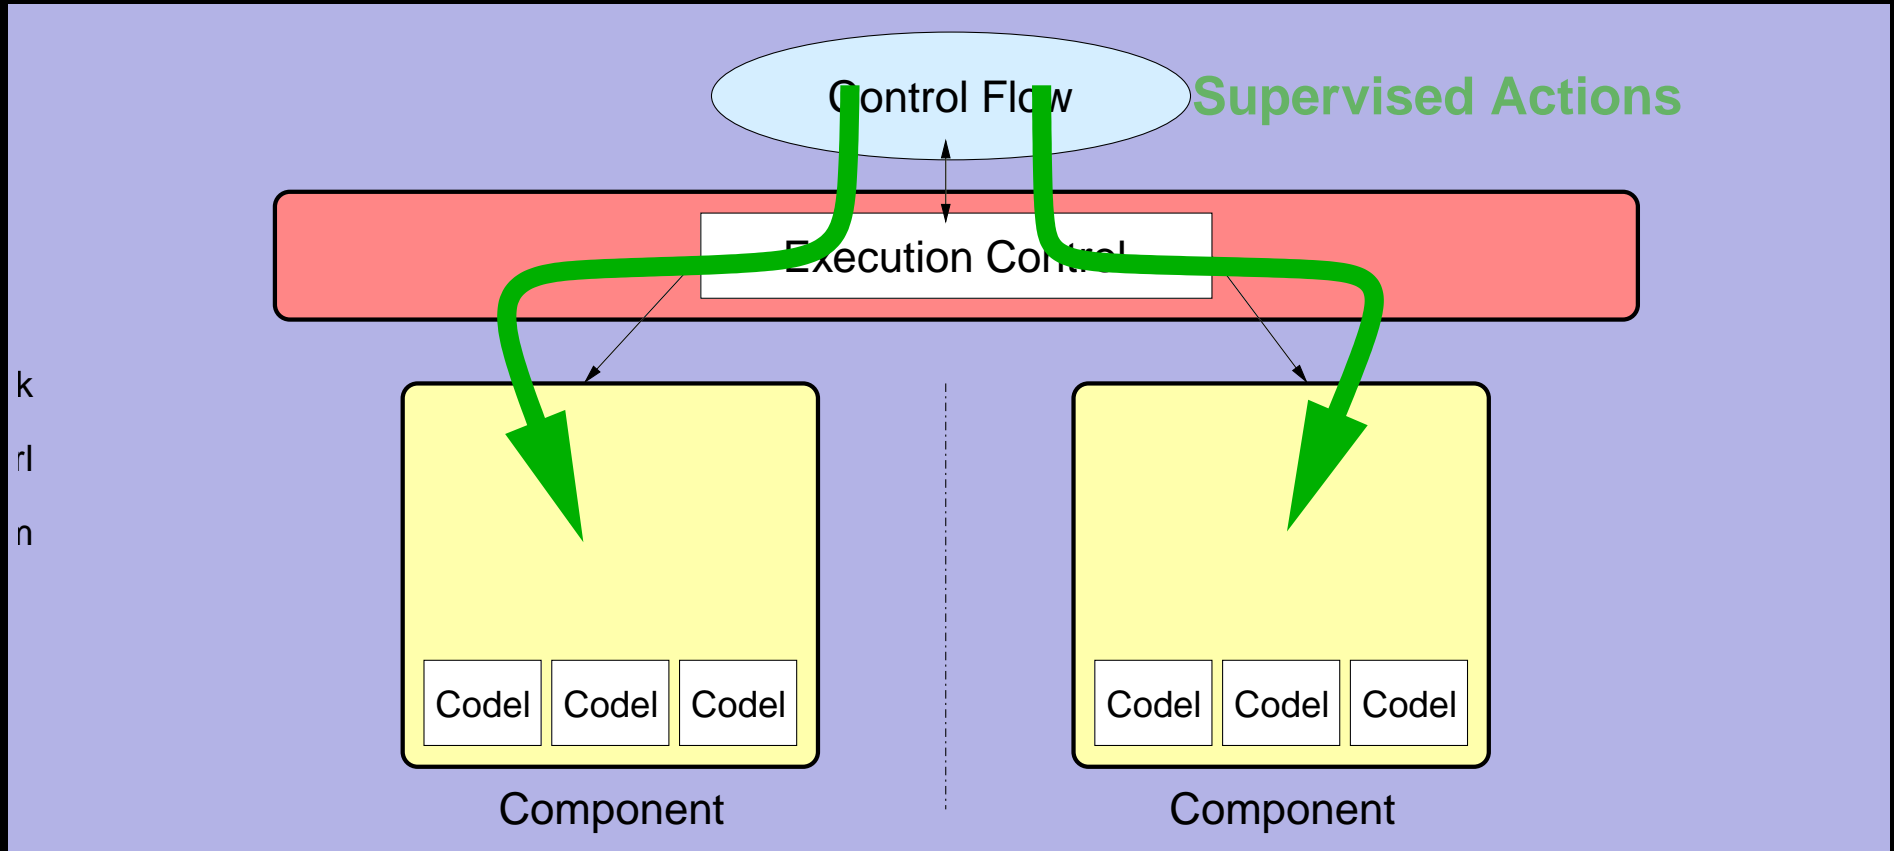 Control Flow
Supervised Actions
Execution Control
k
rl
m
Codel Codel Codel
Codel Codel Codel
Component
Component